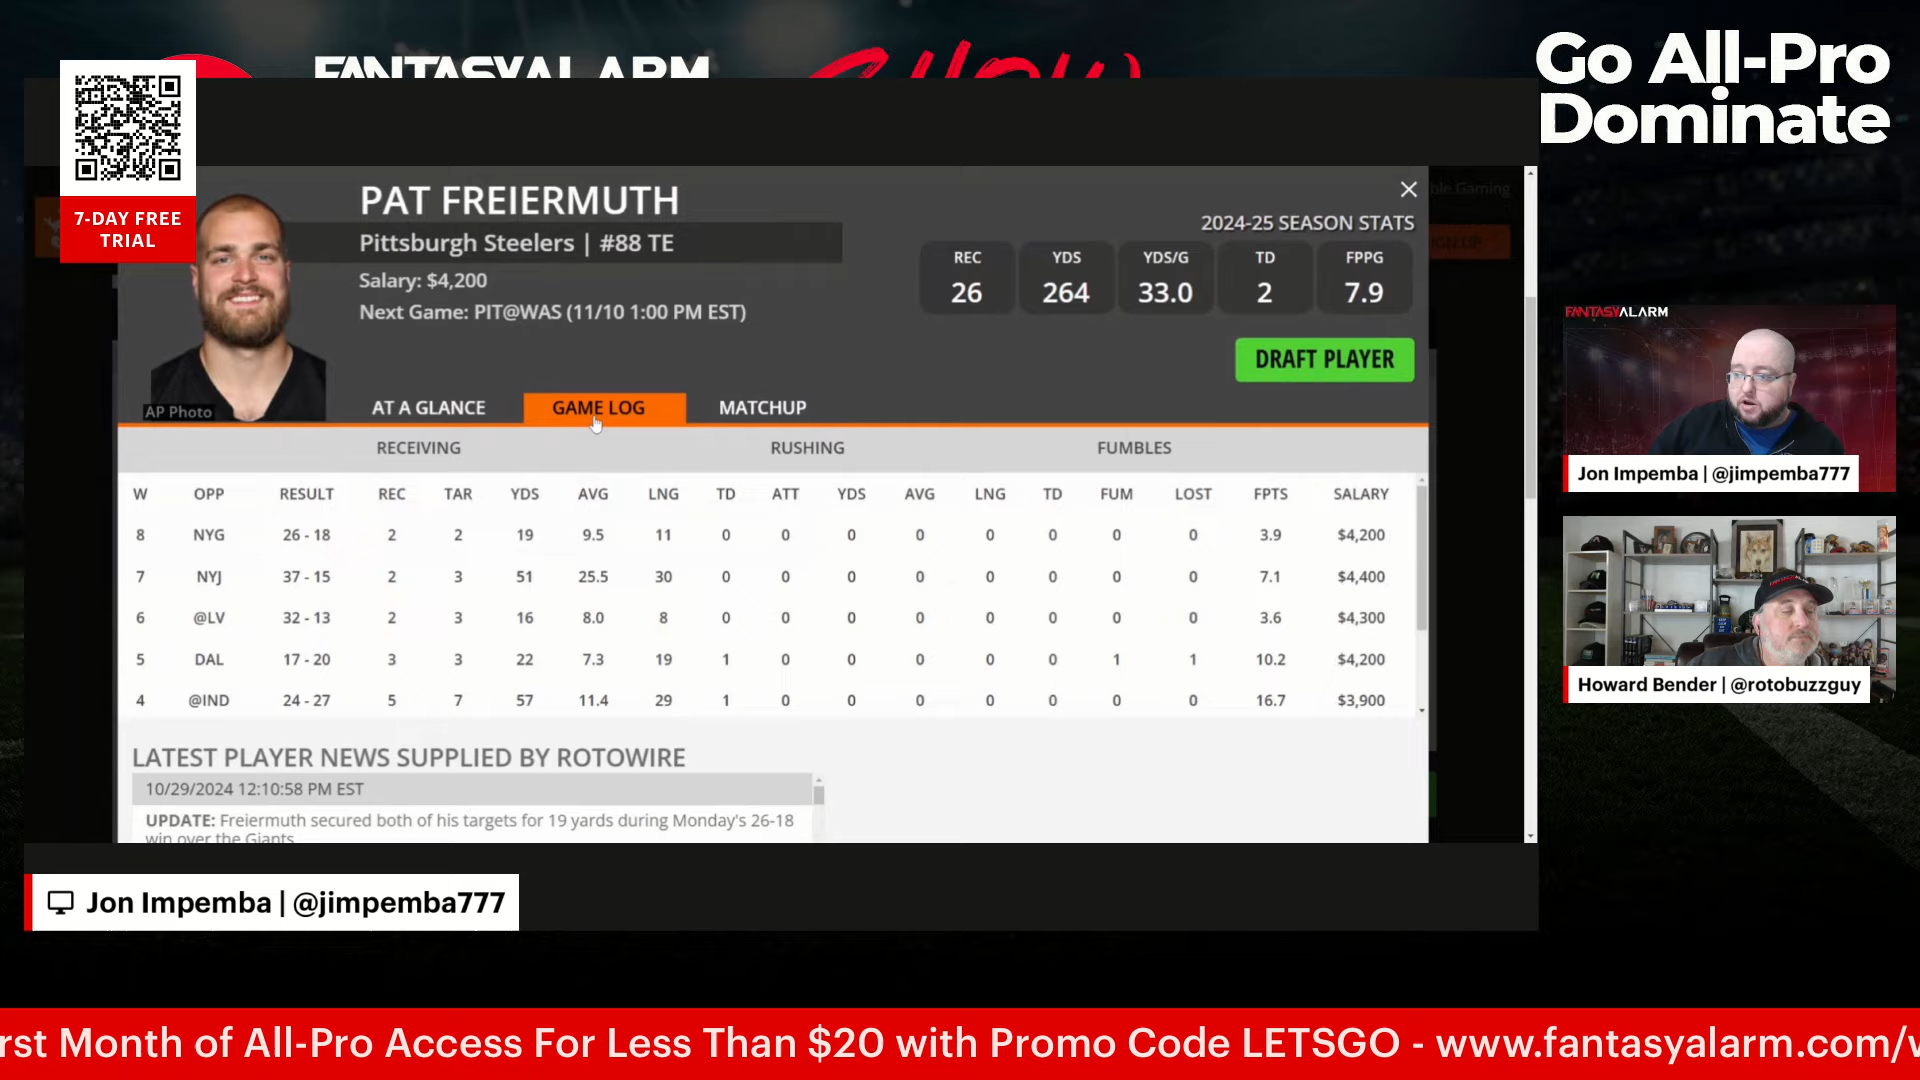 Go All-Pro
Dominate
FANTASYALARM
SHOW
7-DAY FREE
TRIAL
PAT FREIERMUTH
Pittsburgh Steelers | #88 TE
Salary: $4,200
Next Game: PIT@WAS (11/10 1:00 PM EST)
AP Photo
2024-25 SEASON STATS
REC YDS YDS/G TD FPPG
26 264 33.0 2 7.9
DRAFT PLAYER
AT A GLANCE GAME LOG MATCHUP
RECEIVING RUSHING FUMBLES
W OPP RESULT REC TAR YDS AVG LNG TD ATT YDS AVG LNG TD FUM LOST FPTS SALARY
8 NYG 26 - 18 2 2 19 9.5 11 0 0 0 0 0 0 0 0 3.9 $4,200
7 NYJ 37 - 15 2 3 51 25.5 30 0 0 0 0 0 0 0 0 7.1 $4,400
6 @LV 32 - 13 2 3 16 8.0 8 0 0 0 0 0 0 0 0 3.6 $4,300
5 DAL 17 - 20 3 3 22 7.3 19 1 0 0 0 0 0 1 1 10.2 $4,200
4 @IND 24 - 27 5 7 57 11.4 29 1 0 0 0 0 0 0 0 16.7 $3,900
LATEST PLAYER NEWS SUPPLIED BY ROTOWIRE
10/29/2024 12:10:58 PM EST
UPDATE: Freiermuth secured both of his targets for 19 yards during Monday's 26-18
win over the Giants
FANTASYALARM
Jon Impemba | @jimpemba777
Howard Bender | @rotobuzzguy
Jon Impemba | @jimpemba777
rst Month of All-Pro Access For Less Than $20 with Promo Code LETSGO - www.fantasyalarm.com/